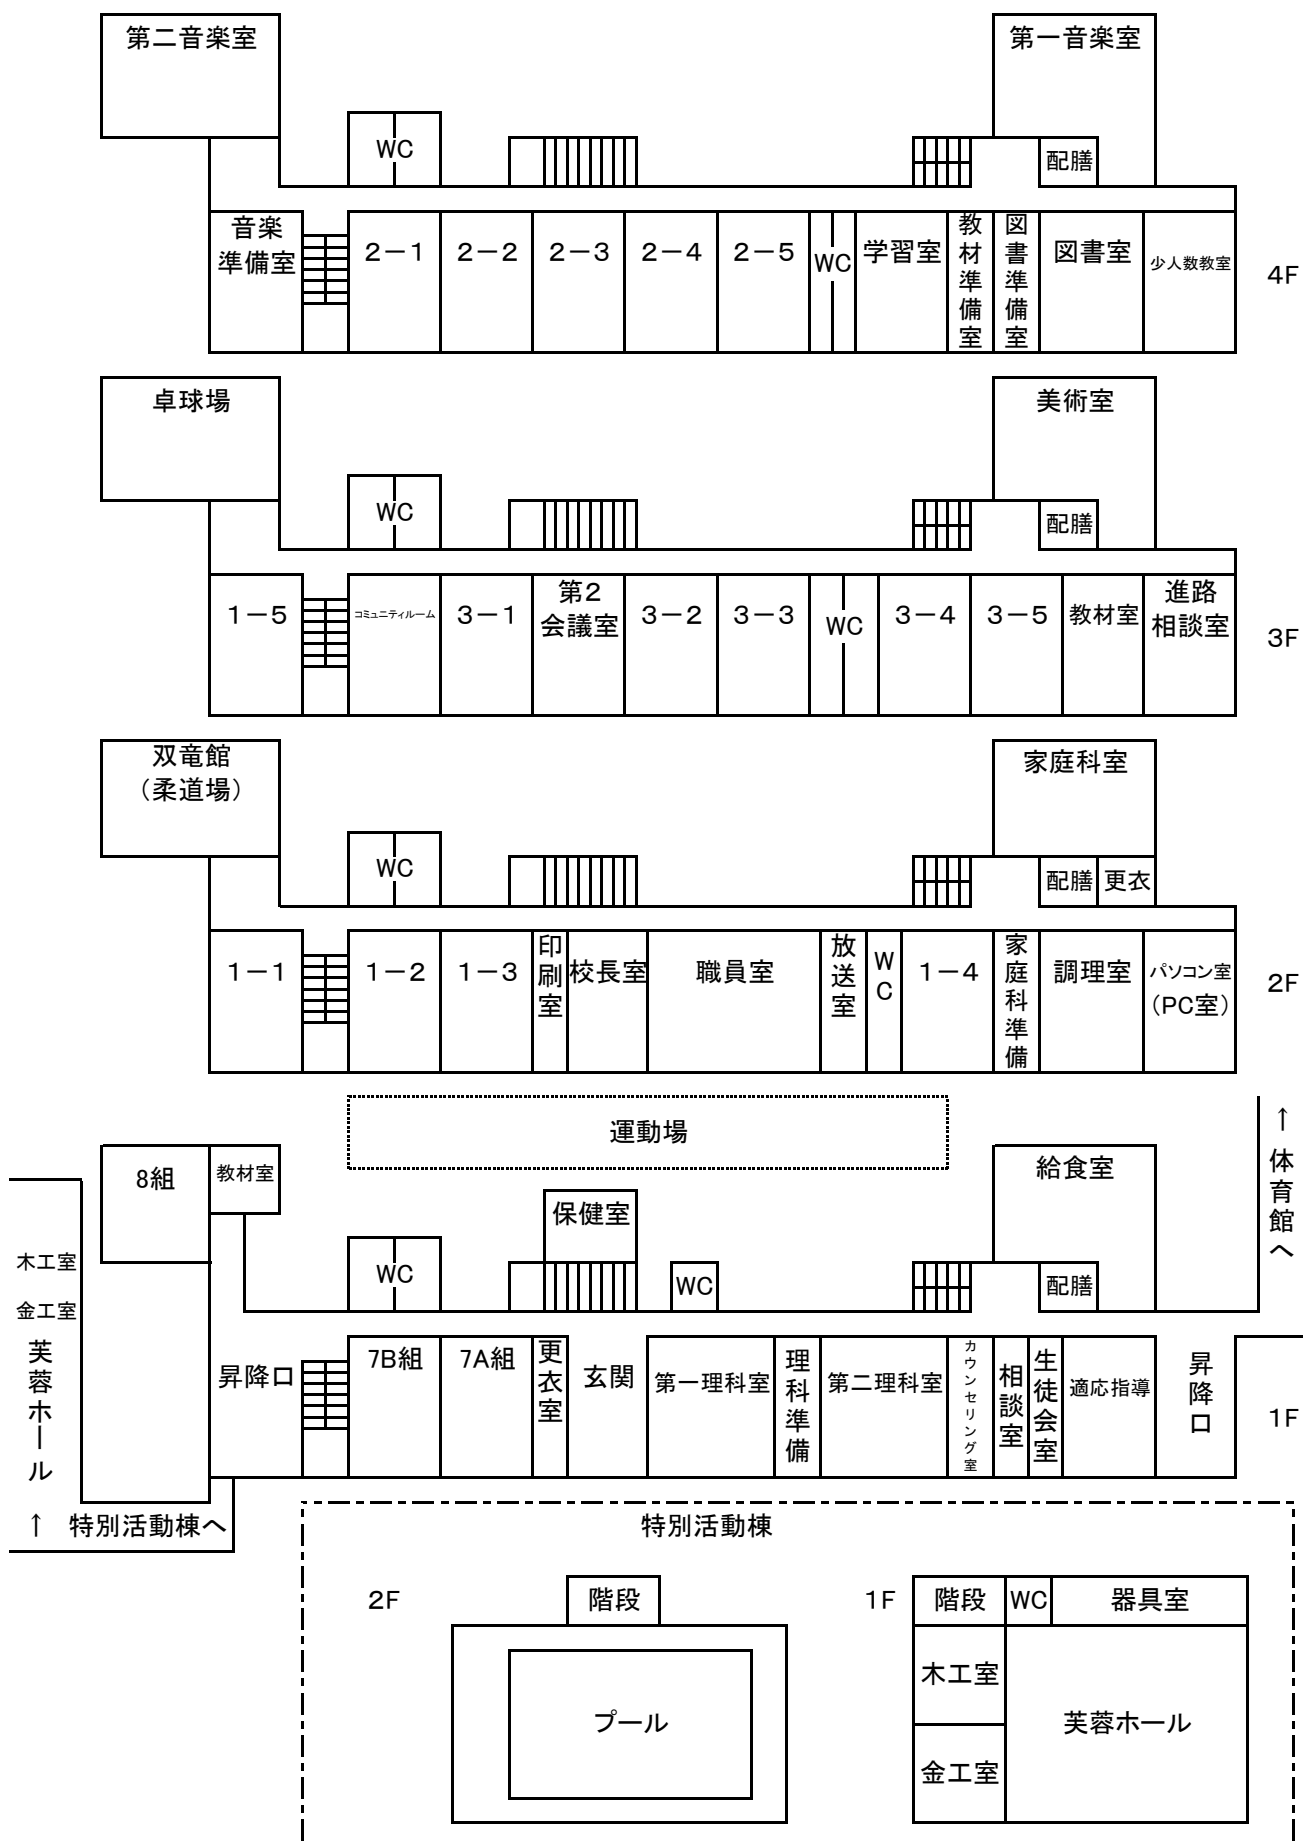 第二音楽室
第一音楽室
WC
配膳
音楽
準備室
2－1
2－2
2－3
2－4
2－5
WC
学習室
教材準備室
図書準備室
図書室
少人数教室
4F
卓球場
美術室
WC
配膳
1－5
コミュニティルーム
3－1
第2
会議室
3－2
3－3
WC
3－4
3－5
教材室
進路
相談室
3F
双竜館
（柔道場）
家庭科室
WC
配膳
更衣
1－1
1－2
1－3
印刷室
校長室
職員室
放送室
WC
1－4
家庭科準備
調理室
パソコン室
（PC室）
2F
運動場
↑体育館へ
8組
教材室
給食室
保健室
木工室
金工室
芙蓉ホール
WC
WC
配膳
昇降口
7B組
7A組
更衣室
玄関
第一理科室
理科準備
第二理科室
カウンセリング室
相談室
生徒会室
適応指導
昇降口
1F
↑ 特別活動棟へ
特別活動棟
2F
階段
プール
1F
階段
WC
器具室
木工室
金工室
芙蓉ホール